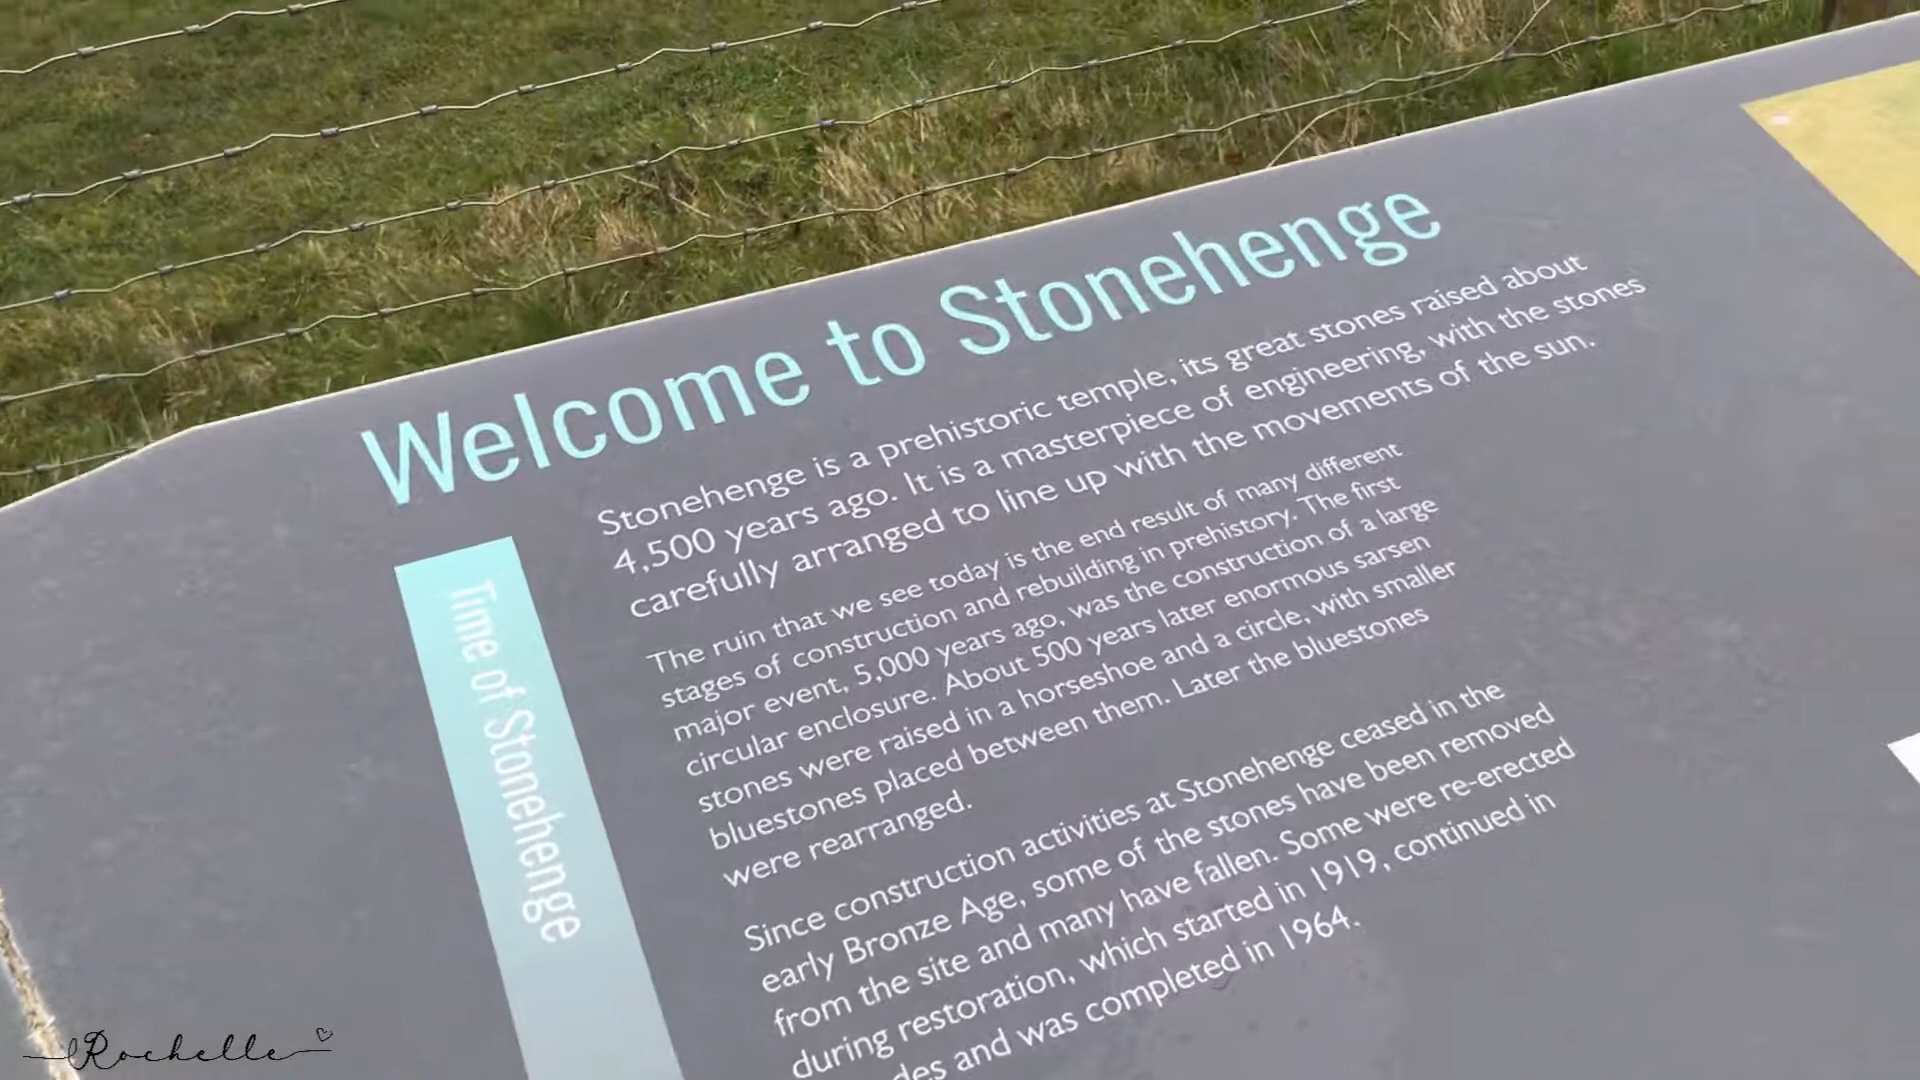 Welcome to Stonehenge
Stonehenge is a prehistoric temple, its great stones raised about
4,500 years ago. It is a masterpiece of engineering, with the stones
carefully arranged to line up with the movements of the sun.
The ruin that we see today is the end result of many different
stages of construction and rebuilding in prehistory. The first
major event, 5,000 years ago, was the construction of a large
circular enclosure. About 500 years later enormous sarsen
stones were raised in a horseshoe and a circle, with smaller
bluestones placed between them. Later the bluestones
were rearranged.
Since construction activities at Stonehenge ceased in the
early Bronze Age, some of the stones have been removed
from the site and many have fallen. Some were re-erected
during restoration, which started in 1919, continued in
and was completed in 1964.
Time of Stonehenge
Rochelle